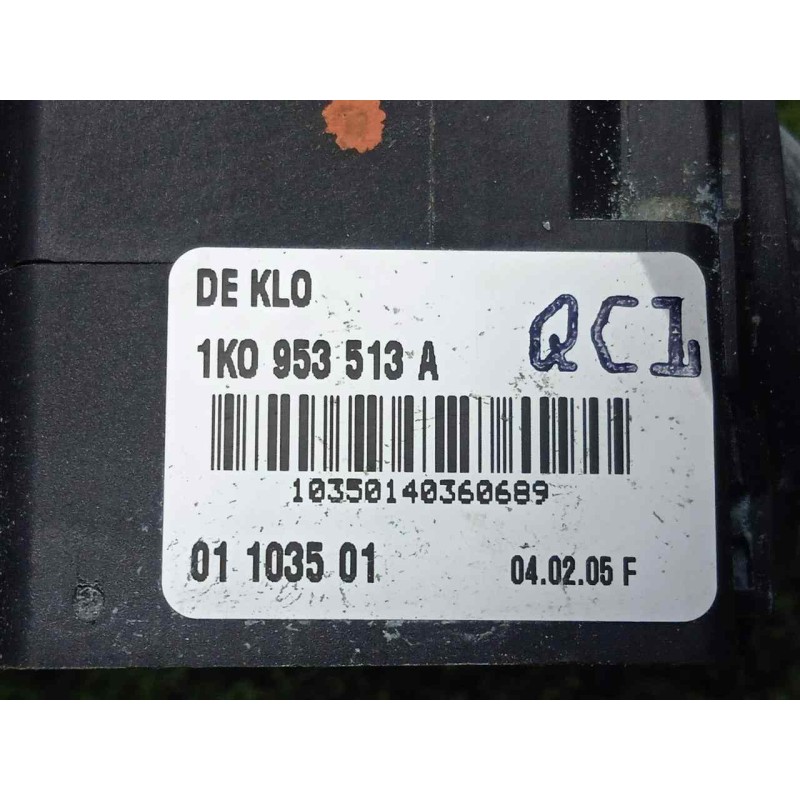 DE KLO
QC1
1K0 953 513 A
10350140360689
01 1035 01
04.02.05 F